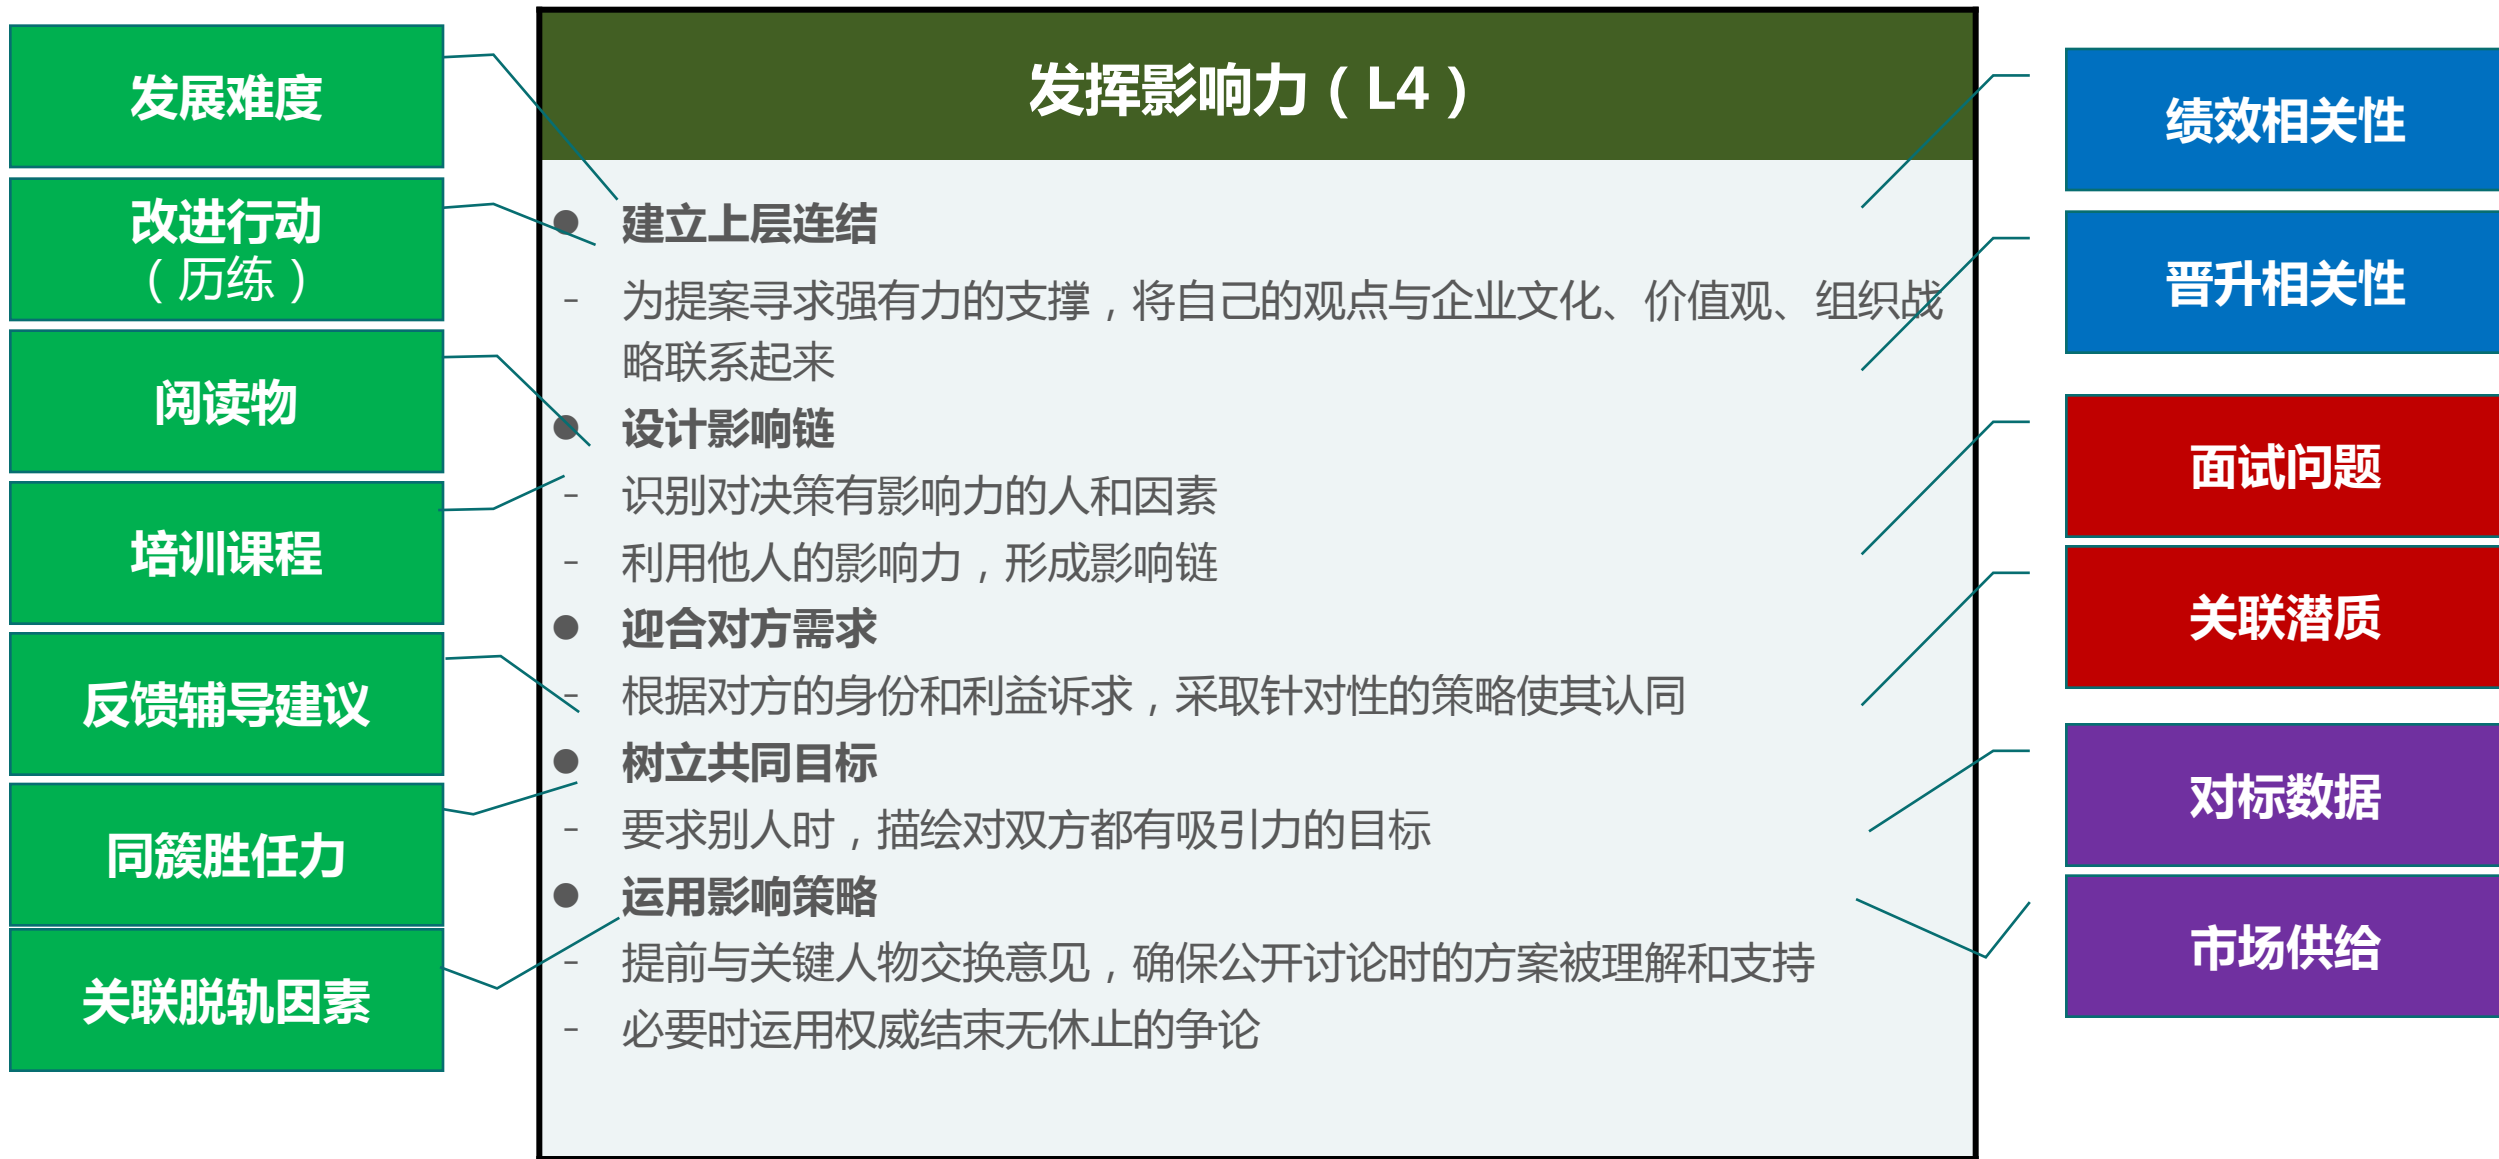 发展难度
改进行动
（历练）
阅读物
培训课程
反馈辅导建议
同簇胜任力
关联脱轨因素
发挥影响力（L4）
● 建立上层连结
– 为提案寻求强有力的支撑，将自己的观点与企业文化、价值观、组织战
略联系起来
● 设计影响链
– 识别对决策有影响力的人和因素
– 利用他人的影响力，形成影响链
● 迎合对方需求
– 根据对方的身份和利益诉求，采取针对性的策略使其认同
● 树立共同目标
– 要求别人时，描绘对双方都有吸引力的目标
● 运用影响策略
– 提前与关键人物交换意见，确保公开讨论时的方案被理解和支持
– 必要时运用权威结束无休止的争论
绩效相关性
晋升相关性
面试问题
关联潜质
对标数据
市场供给